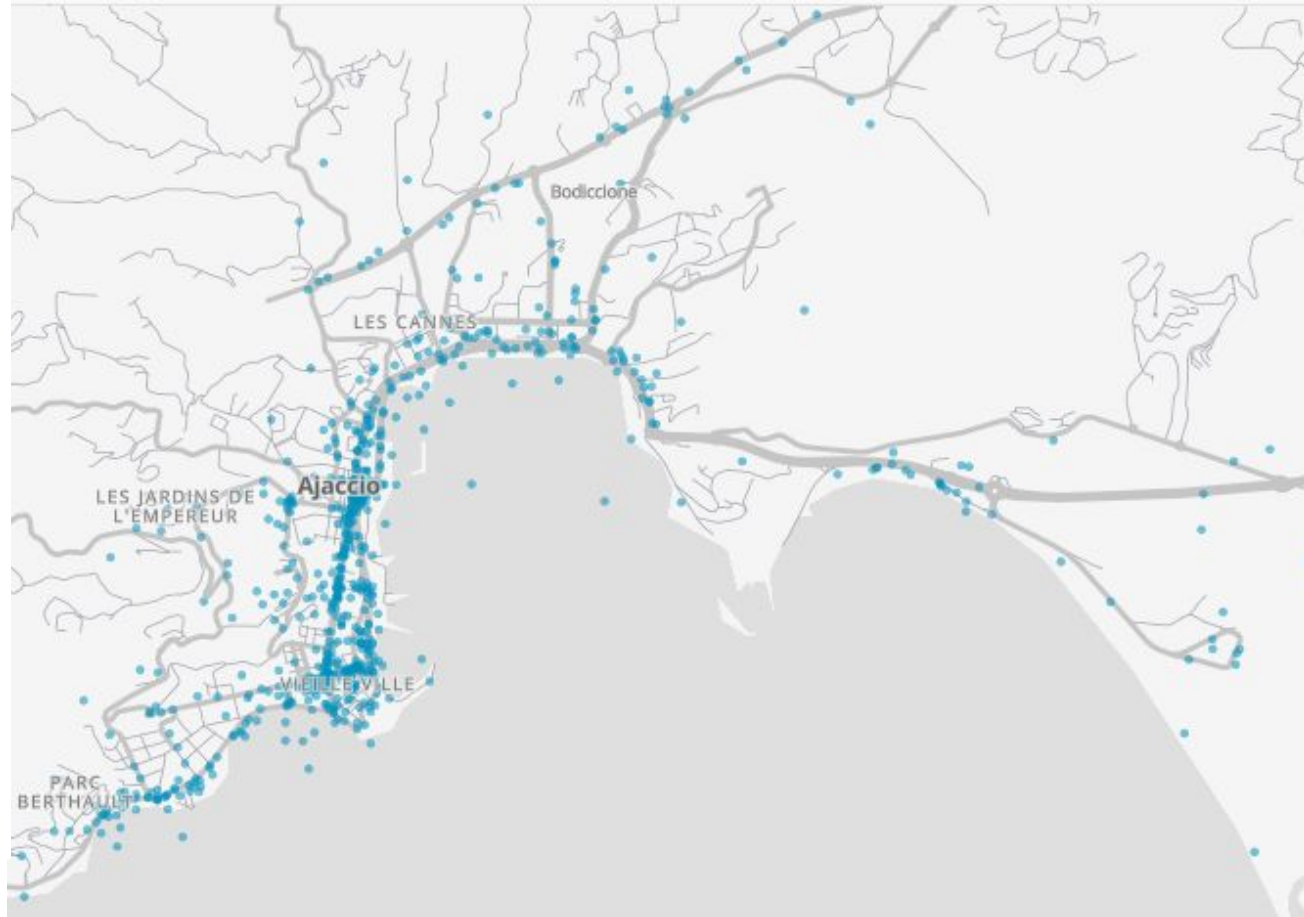 Bodiccione
LES CANNES
Ajaccio
LES JARDINS DE
L'EMPEREUR
VIEILLE VILLE
PARC
BERTHAULT